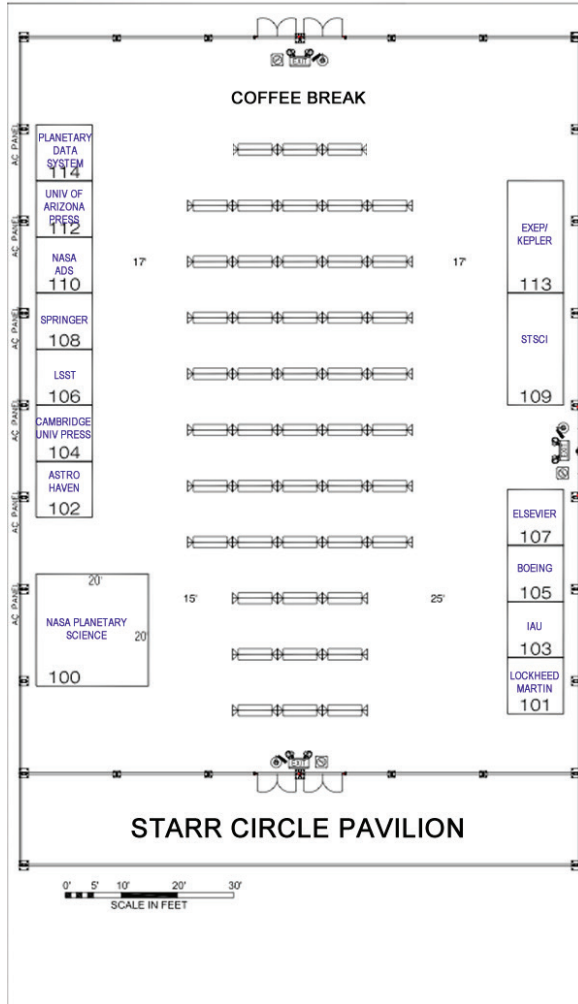 EXIT
COFFEE BREAK
AC PANEL
PLANETARY
DATA
SYSTEM
114
AC PANEL
UNIV OF
ARIZONA
PRESS
112
EXEP/
KEPLER
113
AC PANEL
NASA
ADS
110
17'
17'
AC PANEL
SPRINGER
108
STSCI
109
LSST
106
AC PANEL
CAMBRIDGE
UNIV PRESS
104
EXIT
ASTRO
HAVEN
102
AC PANEL
ELSEVIER
107
BOEING
105
AC PANEL
20'
NASA PLANETARY
SCIENCE
20'
100
15'
25'
IAU
103
LOCKHEED
MARTIN
101
EXIT
STARR CIRCLE PAVILION
0' 5' 10' 20' 30'
SCALE IN FEET